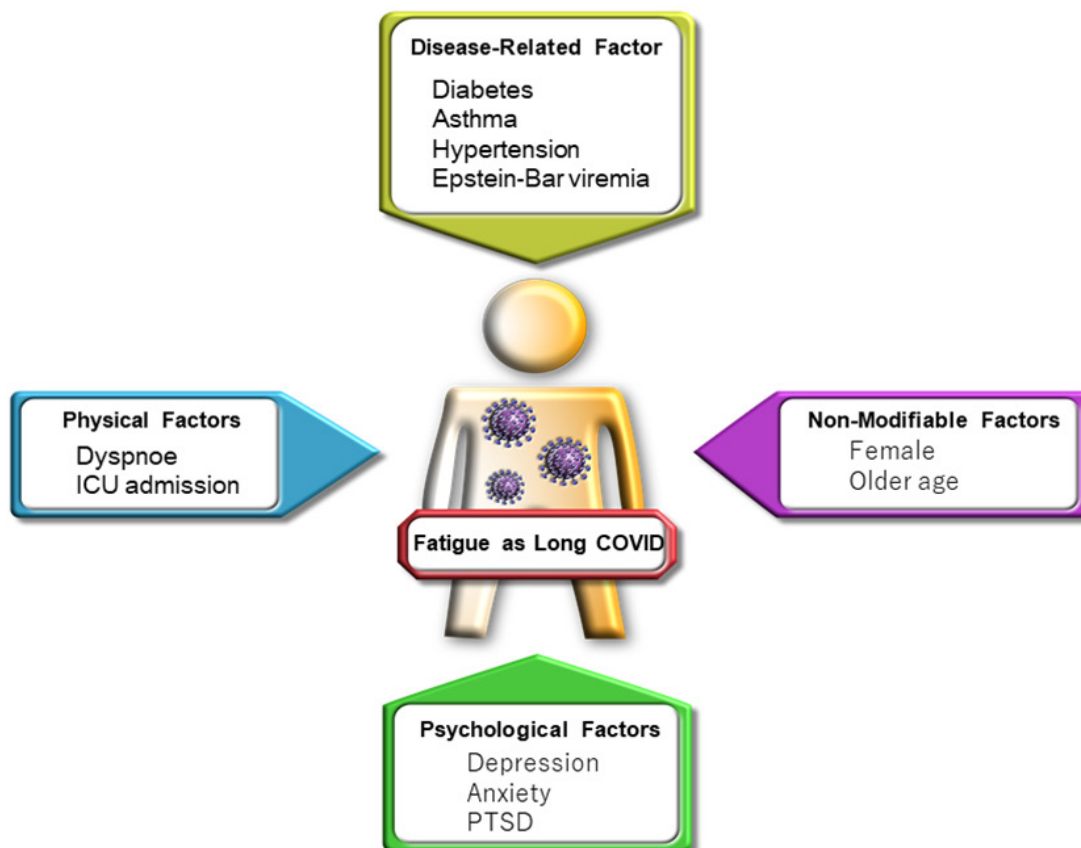 Disease-Related Factor
Diabetes
Asthma
Hypertension
Epstein-Bar viremia
Physical Factors
Dyspnoe
ICU admission
Non-Modifiable Factors
Female
Older age
Fatigue as Long COVID
Psychological Factors
Depression
Anxiety
PTSD